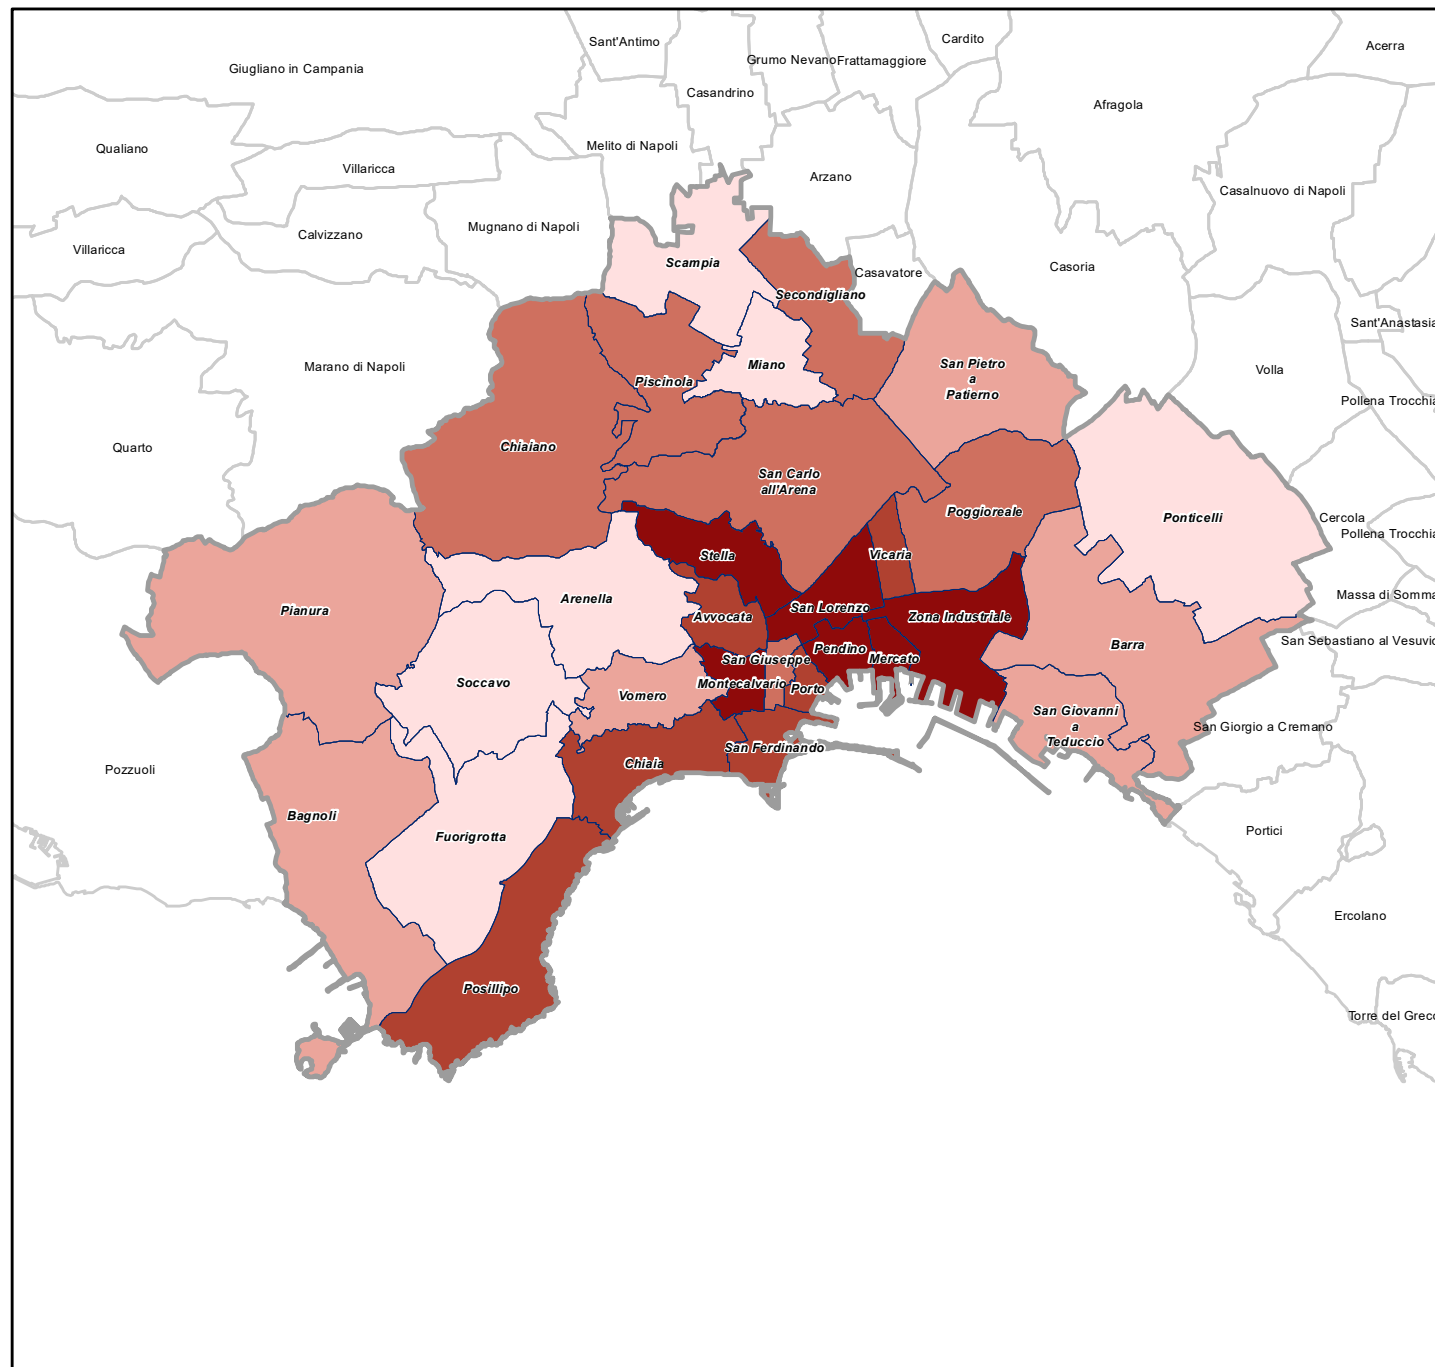 Sant'Antimo
Cardito
Acerra
Giugliano in Campania
Grumo Nevano
Frattamaggiore
Casandrino
Afragola
Qualiano
Melito di Napoli
Villaricca
Arzano
Casalnuovo di Napoli
Mugnano di Napoli
Calvizzano
Villaricca
Scampia
Casoria
Casavatore
Secondigliano
Sant'Anastasia
Marano di Napoli
Miano
San Pietro
a
Patierno
Volla
Piscinola
Pollena Trocchia
Quarto
Chiaiano
San Carlo
all'Arena
Poggioreale
Ponticelli
Cercola
Pollena Trocchia
Stella
Vicaria
Arenella
Massa di Somma
Pianura
San Lorenzo
Avvocata
Zona Industriale
San Sebastiano al Vesuvio
Barra
Pendino
Mercato
San Giuseppe
Soccavo
Montecalvario
Porto
Vomero
San Giovanni
a
Teduccio
San Giorgio a Cremano
San Ferdinando
Chiaia
Pozzuoli
Bagnoli
Fuorigrotta
Portici
Ercolano
Posillipo
Torre del Greco